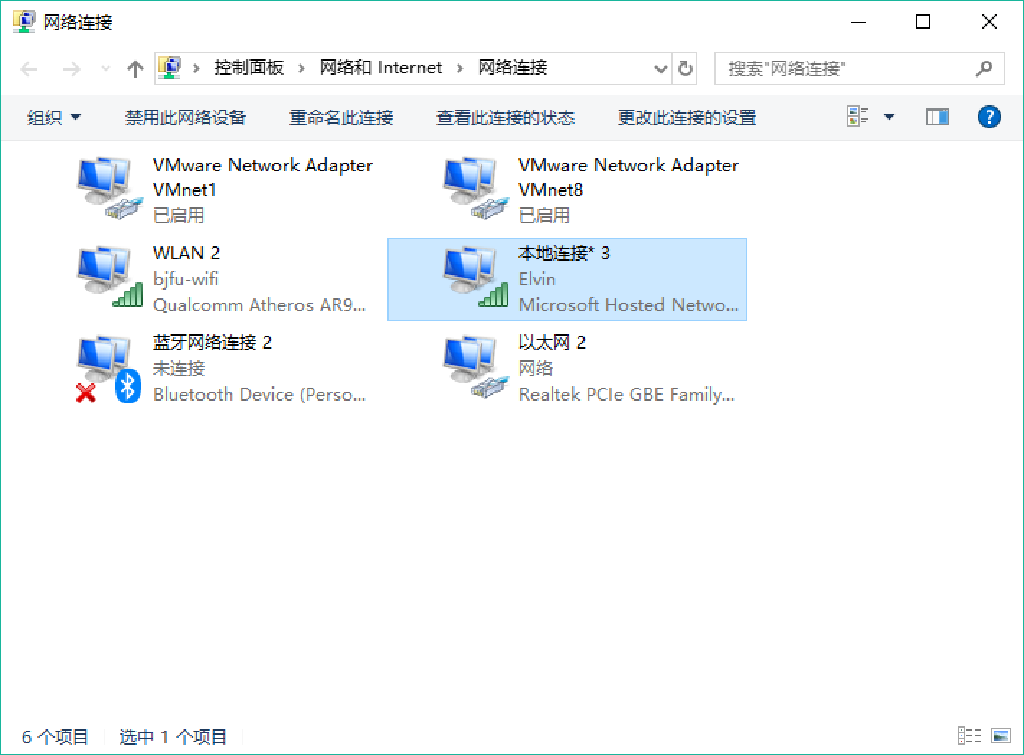 网络连接
控制面板 › 网络和 Internet › 网络连接
搜索"网络连接"
组织 禁用此网络设备 重命名此连接 查看此连接的状态 更改此连接的设置
VMware Network Adapter
VMnet1
已启用
VMware Network Adapter
VMnet8
已启用
WLAN 2
bjfu-wifi
Qualcomm Atheros AR9...
本地连接* 3
Elvin
Microsoft Hosted Netwo...
蓝牙网络连接 2
未连接
Bluetooth Device (Perso...
以太网 2
网络
Realtek PCIe GBE Family...
6 个项目 选中 1 个项目